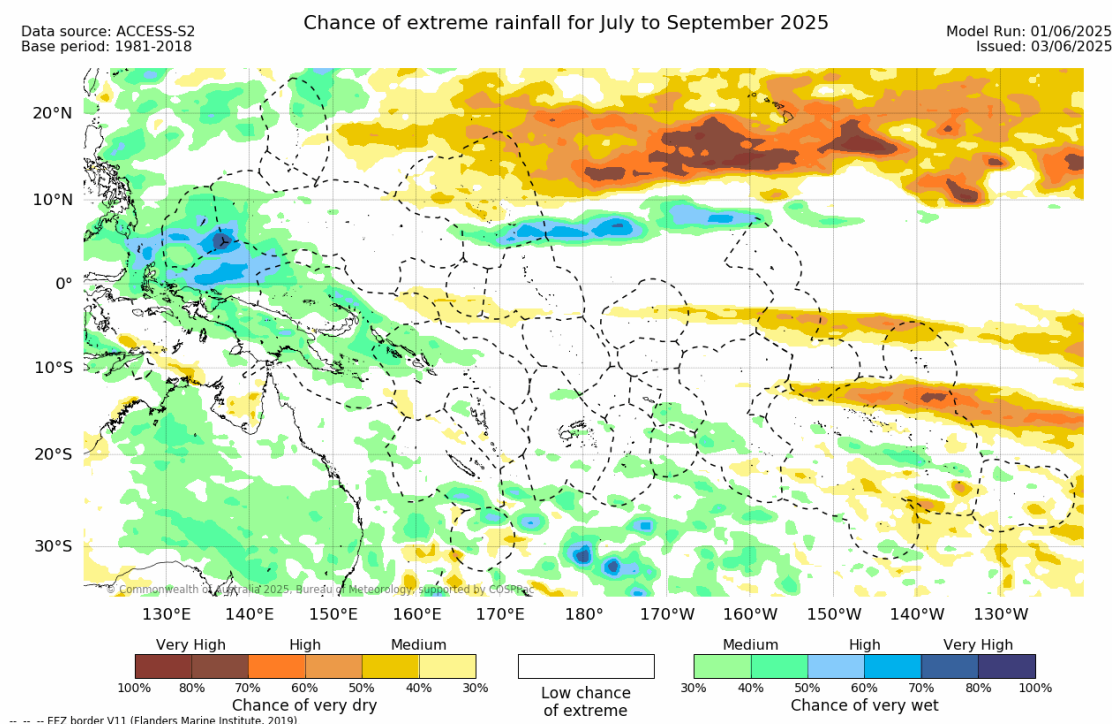 Chance of extreme rainfall for July to September 2025
Data source: ACCESS-S2
Base period: 1981-2018
Model Run: 01/06/2025
Issued: 03/06/2025
20°N
10°N
0°
10°S
20°S
30°S
© Commonwealth of Australia 2025, Bureau of Meteorology, supported by COSPPac
130°E 140°E 150°E 160°E 170°E 180° 170°W 160°W 150°W 140°W 130°W
Very High High Medium
100% 80% 70% 60% 50% 40% 30%
Chance of very dry
Low chance
of extreme
Medium High Very High
30% 40% 50% 60% 70% 80% 100%
Chance of very wet
-- -- -- EEZ border V11 (Flanders Marine Institute, 2019)